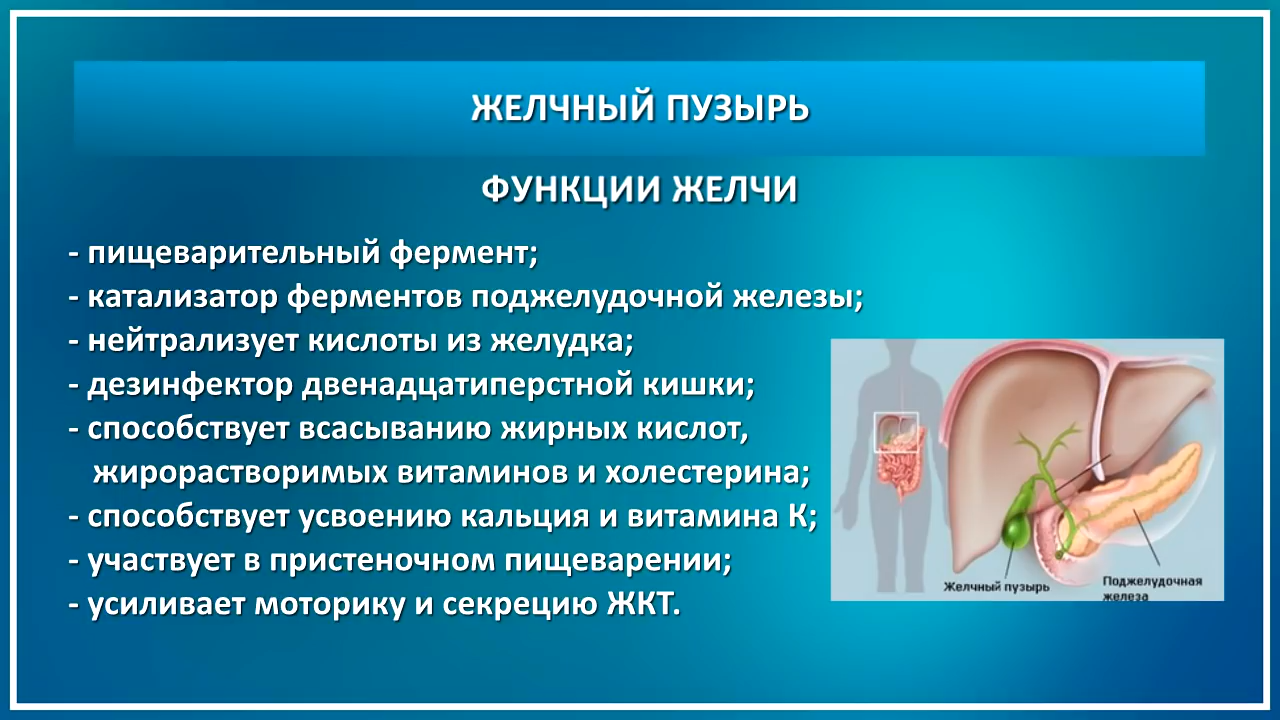 ЖЕЛЧНЫЙ ПУЗЫРЬ
ФУНКЦИИ ЖЕЛЧИ
- пищеварительный фермент;
- катализатор ферментов поджелудочной железы;
- нейтрализует кислоты из желудка;
- дезинфектор двенадцатиперстной кишки;
- способствует всасыванию жирных кислот,
жирорастворимых витаминов и холестерина;
- способствует усвоению кальция и витамина К;
- участвует в пристеночном пищеварении;
- усиливает моторику и секрецию ЖКТ.
Желчный пузырь
Поджелудочная
железа